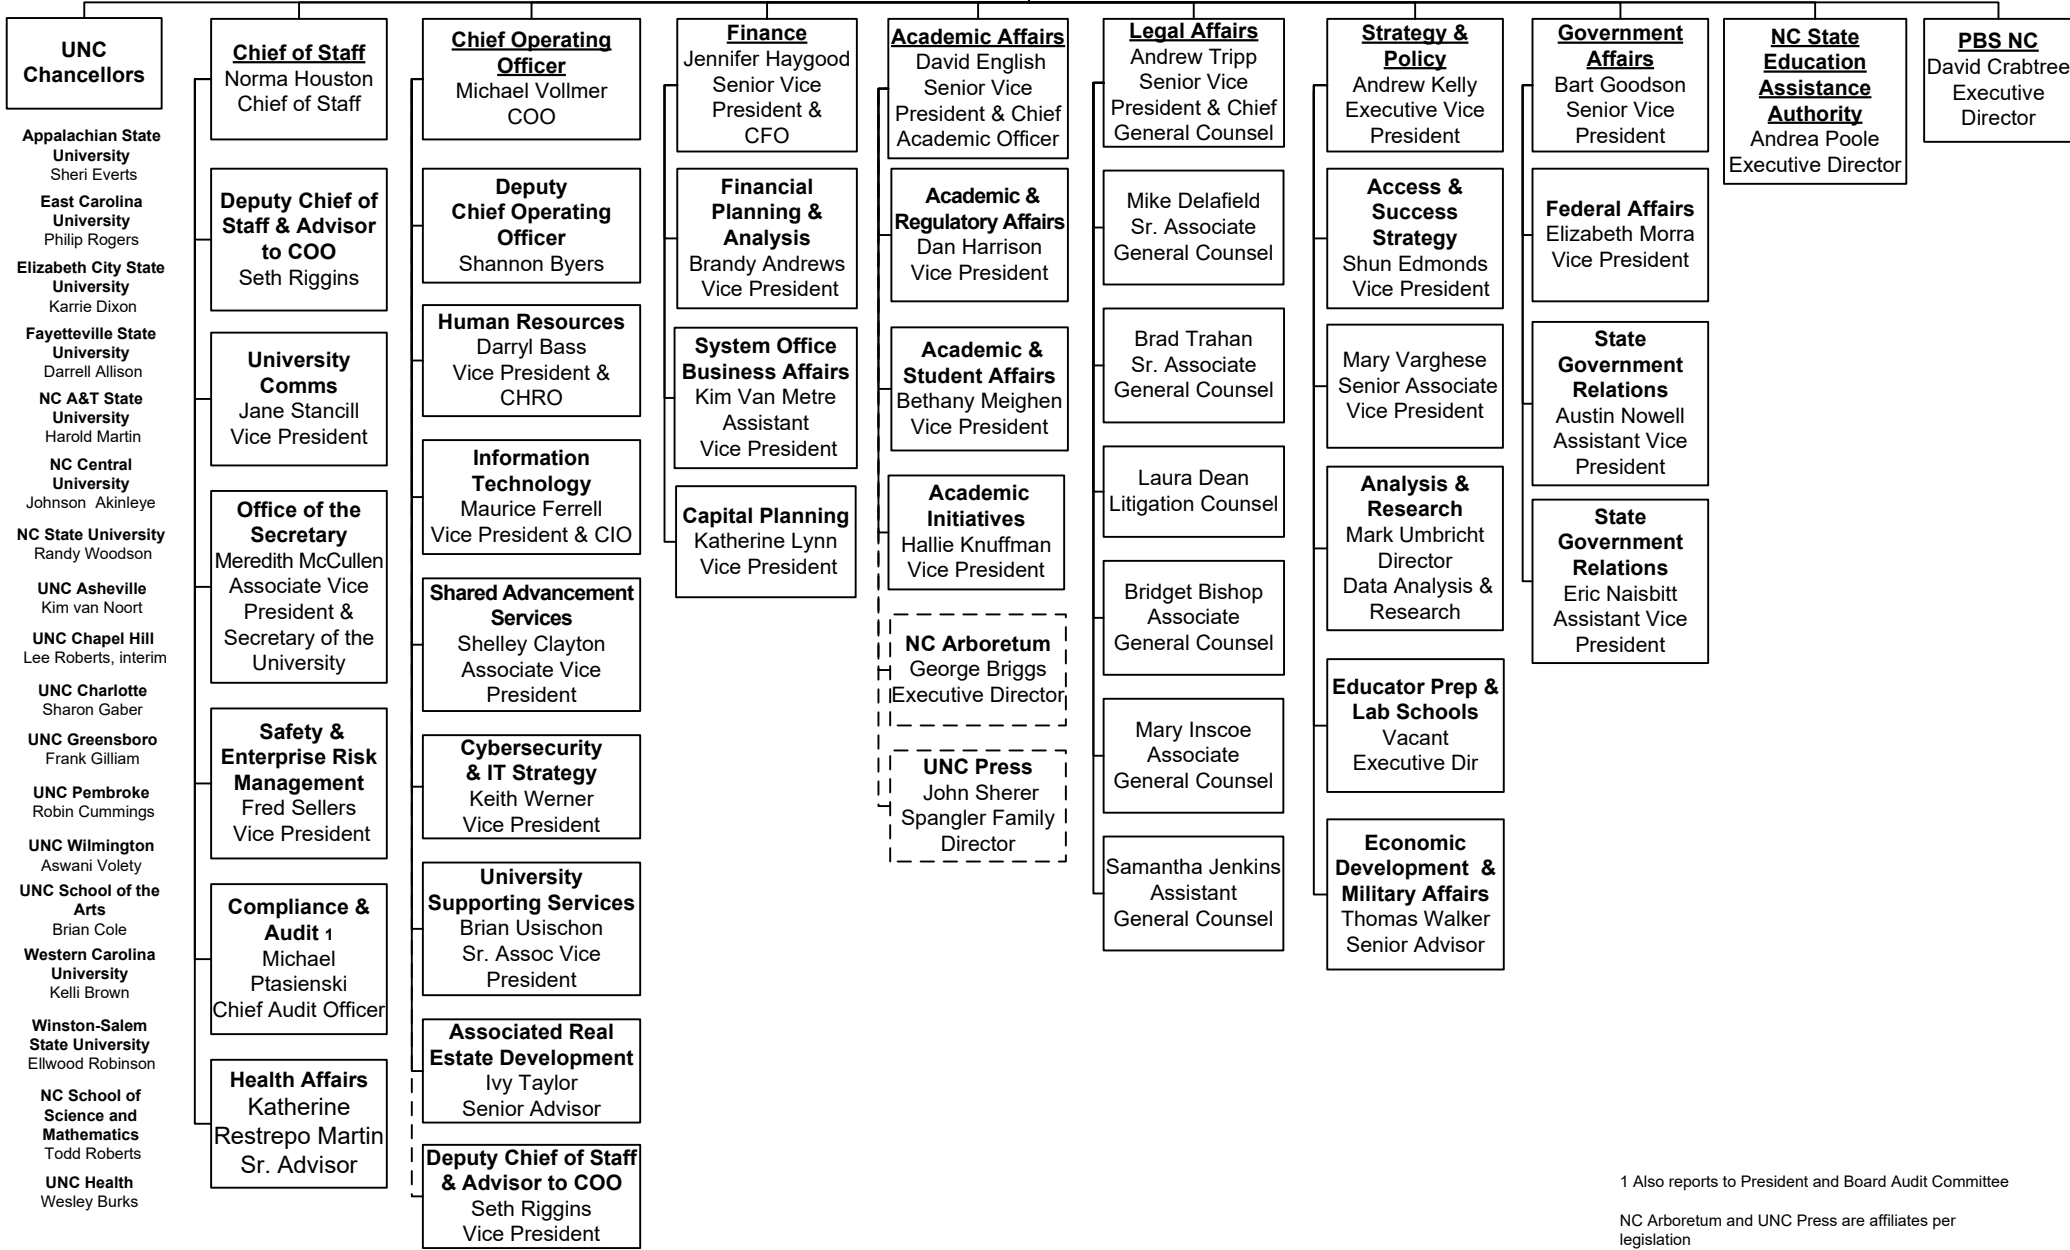 UNC
Chancellors
Appalachian State
University
Sheri Everts
East Carolina
University
Philip Rogers
Elizabeth City State
University
Karrie Dixon
Fayetteville State
University
Darrell Allison
NC A&T State
University
Harold Martin
NC Central
University
Johnson Akinleye
NC State University
Randy Woodson
UNC Asheville
Kim van Noort
UNC Chapel Hill
Lee Roberts, interim
UNC Charlotte
Sharon Gaber
UNC Greensboro
Frank Gilliam
UNC Pembroke
Robin Cummings
UNC Wilmington
Aswani Volety
UNC School of the
Arts
Brian Cole
Western Carolina
University
Kelli Brown
Winston-Salem
State University
Ellwood Robinson
NC School of
Science and
Mathematics
Todd Roberts
UNC Health
Wesley Burks
Chief of Staff
Norma Houston
Chief of Staff
Deputy Chief of
Staff & Advisor
to COO
Seth Riggins
University
Comms
Jane Stancill
Vice President
Office of the
Secretary
Meredith McCullen
Associate Vice
President &
Secretary of the
University
Safety &
Enterprise Risk
Management
Fred Sellers
Vice President
Compliance &
Audit 1
Michael
Ptasienski
Chief Audit Officer
Health Affairs
Katherine
Restrepo Martin
Sr. Advisor
Chief Operating
Officer
Michael Vollmer
COO
Deputy
Chief Operating
Officer
Shannon Byers
Human Resources
Darryl Bass
Vice President &
CHRO
Information
Technology
Maurice Ferrell
Vice President & CIO
Shared Advancement
Services
Shelley Clayton
Associate Vice
President
Cybersecurity
& IT Strategy
Keith Werner
Vice President
University
Supporting Services
Brian Usischon
Sr. Assoc Vice
President
Associated Real
Estate Development
Ivy Taylor
Senior Advisor
Deputy Chief of Staff
& Advisor to COO
Seth Riggins
Vice President
Finance
Jennifer Haygood
Senior Vice
President &
CFO
Financial
Planning &
Analysis
Brandy Andrews
Vice President
System Office
Business Affairs
Kim Van Metre
Assistant
Vice President
Capital Planning
Katherine Lynn
Vice President
Academic Affairs
David English
Senior Vice
President & Chief
Academic Officer
Academic &
Regulatory Affairs
Dan Harrison
Vice President
Academic &
Student Affairs
Bethany Meighen
Vice President
Academic
Initiatives
Hallie Knuffman
Vice President
NC Arboretum
George Briggs
Executive Director
UNC Press
John Sherer
Spangler Family
Director
Legal Affairs
Andrew Tripp
Senior Vice
President & Chief
General Counsel
Mike Delafield
Sr. Associate
General Counsel
Brad Trahan
Sr. Associate
General Counsel
Laura Dean
Litigation Counsel
Bridget Bishop
Associate
General Counsel
Mary Inscoe
Associate
General Counsel
Samantha Jenkins
Assistant
General Counsel
Strategy &
Policy
Andrew Kelly
Executive Vice
President
Access &
Success
Strategy
Shun Edmonds
Vice President
Mary Varghese
Senior Associate
Vice President
Analysis &
Research
Mark Umbricht
Director
Data Analysis &
Research
Educator Prep &
Lab Schools
Vacant
Executive Dir
Economic
Development &
Military Affairs
Thomas Walker
Senior Advisor
Government
Affairs
Bart Goodson
Senior Vice
President
Federal Affairs
Elizabeth Morra
Vice President
State
Government
Relations
Austin Nowell
Assistant Vice
President
State
Government
Relations
Eric Naisbitt
Assistant Vice
President
NC State
Education
Assistance
Authority
Andrea Poole
Executive Director
PBS NC
David Crabtree
Executive
Director
1 Also reports to President and Board Audit Committee
NC Arboretum and UNC Press are affiliates per
legislation